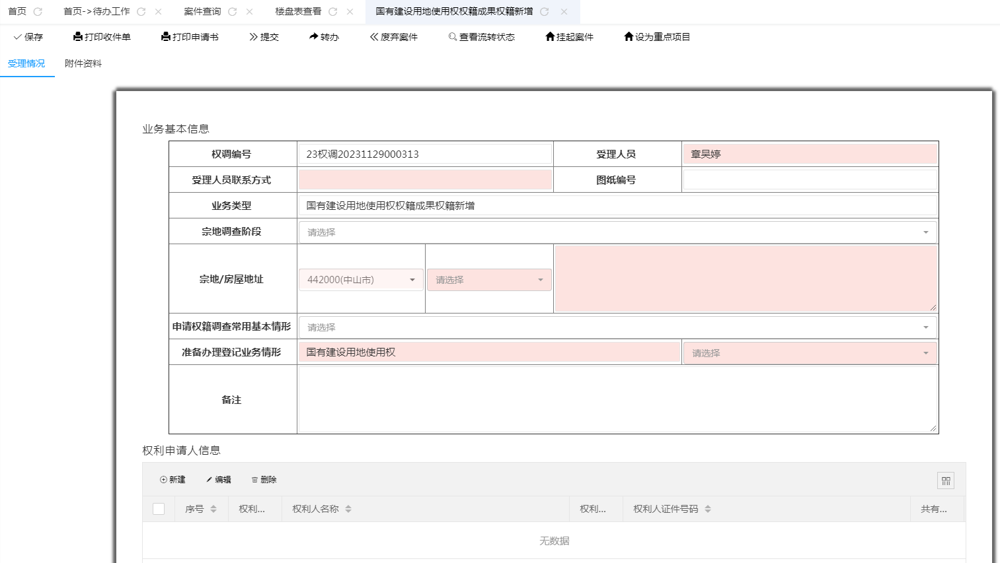 首页 首页->待办工作 案件查询 楼盘表查看 国有建设用地使用权权籍成果权籍新增
保存 打印收件单 打印申请书 提交 转办 废弃案件 查看流转状态 挂起案件 设为重点项目
受理情况 附件资料
业务基本信息
权调编号 23权调20231129000313 受理人员 章吴婷
受理人员联系方式 图纸编号
业务类型 国有建设用地使用权权籍成果权籍新增
宗地调查阶段 请选择
宗地/房屋地址 442000(中山市) 请选择
申请权籍调查常用基本情形 请选择
准备办理登记业务情形 国有建设用地使用权 请选择
备注
权利申请人信息
新建 编辑 删除
序号 权利... 权利人名称 权利... 权利人证件号码 共有...
无数据